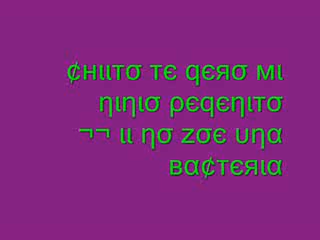 ¢нιιтσ тє qєяσ мι
ηιηισ ρєqєηιтσ
¬¬ ιι ησ zσє υηα
вα¢тєяια